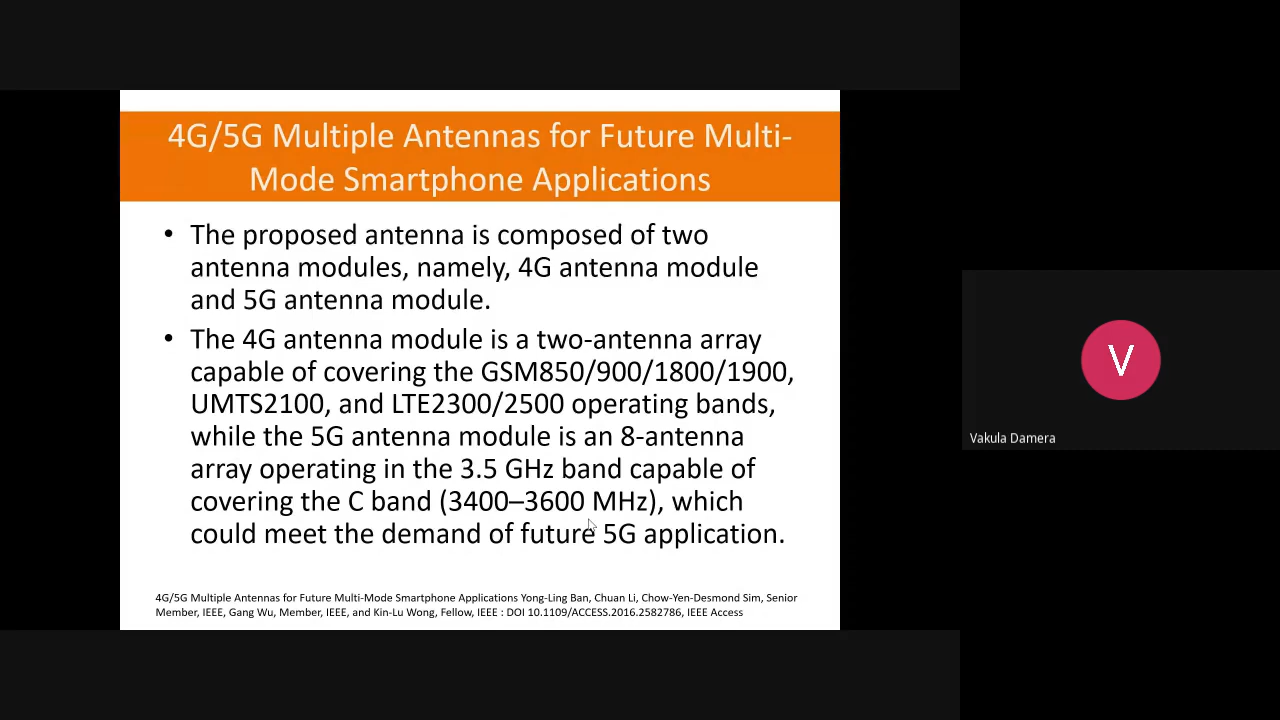 4G/5G Multiple Antennas for Future Multi-
Mode Smartphone Applications
• The proposed antenna is composed of two
antenna modules, namely, 4G antenna module
and 5G antenna module.
• The 4G antenna module is a two-antenna array
capable of covering the GSM850/900/1800/1900,
UMTS2100, and LTE2300/2500 operating bands,
while the 5G antenna module is an 8-antenna
array operating in the 3.5 GHz band capable of
covering the C band (3400–3600 MHz), which
could meet the demand of future 5G application.
4G/5G Multiple Antennas for Future Multi-Mode Smartphone Applications Yong-Ling Ban, Chuan Li, Chow-Yen-Desmond Sim, Senior
Member, IEEE, Gang Wu, Member, IEEE, and Kin-Lu Wong, Fellow, IEEE : DOI 10.1109/ACCESS.2016.2582786, IEEE Access
V
Vakula Damera